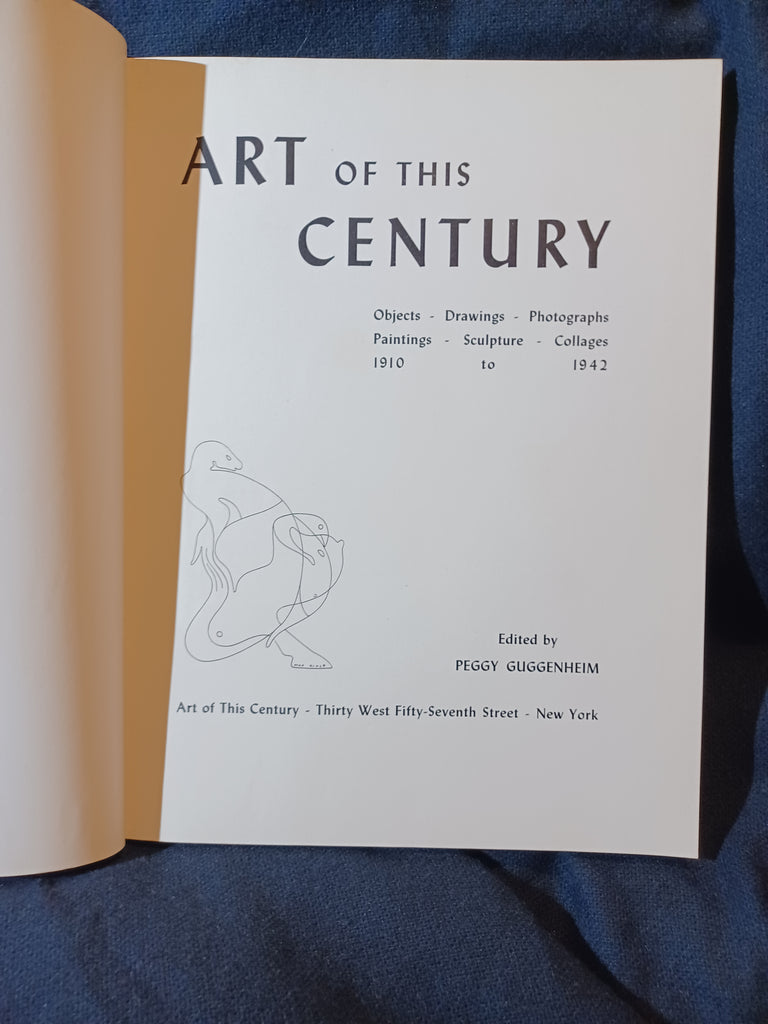 ART OF THIS
CENTURY
Objects - Drawings - Photographs
Paintings - Sculpture - Collages
1910 to 1942
Edited by
PEGGY GUGGENHEIM
Art of This Century - Thirty West Fifty-Seventh Street - New York